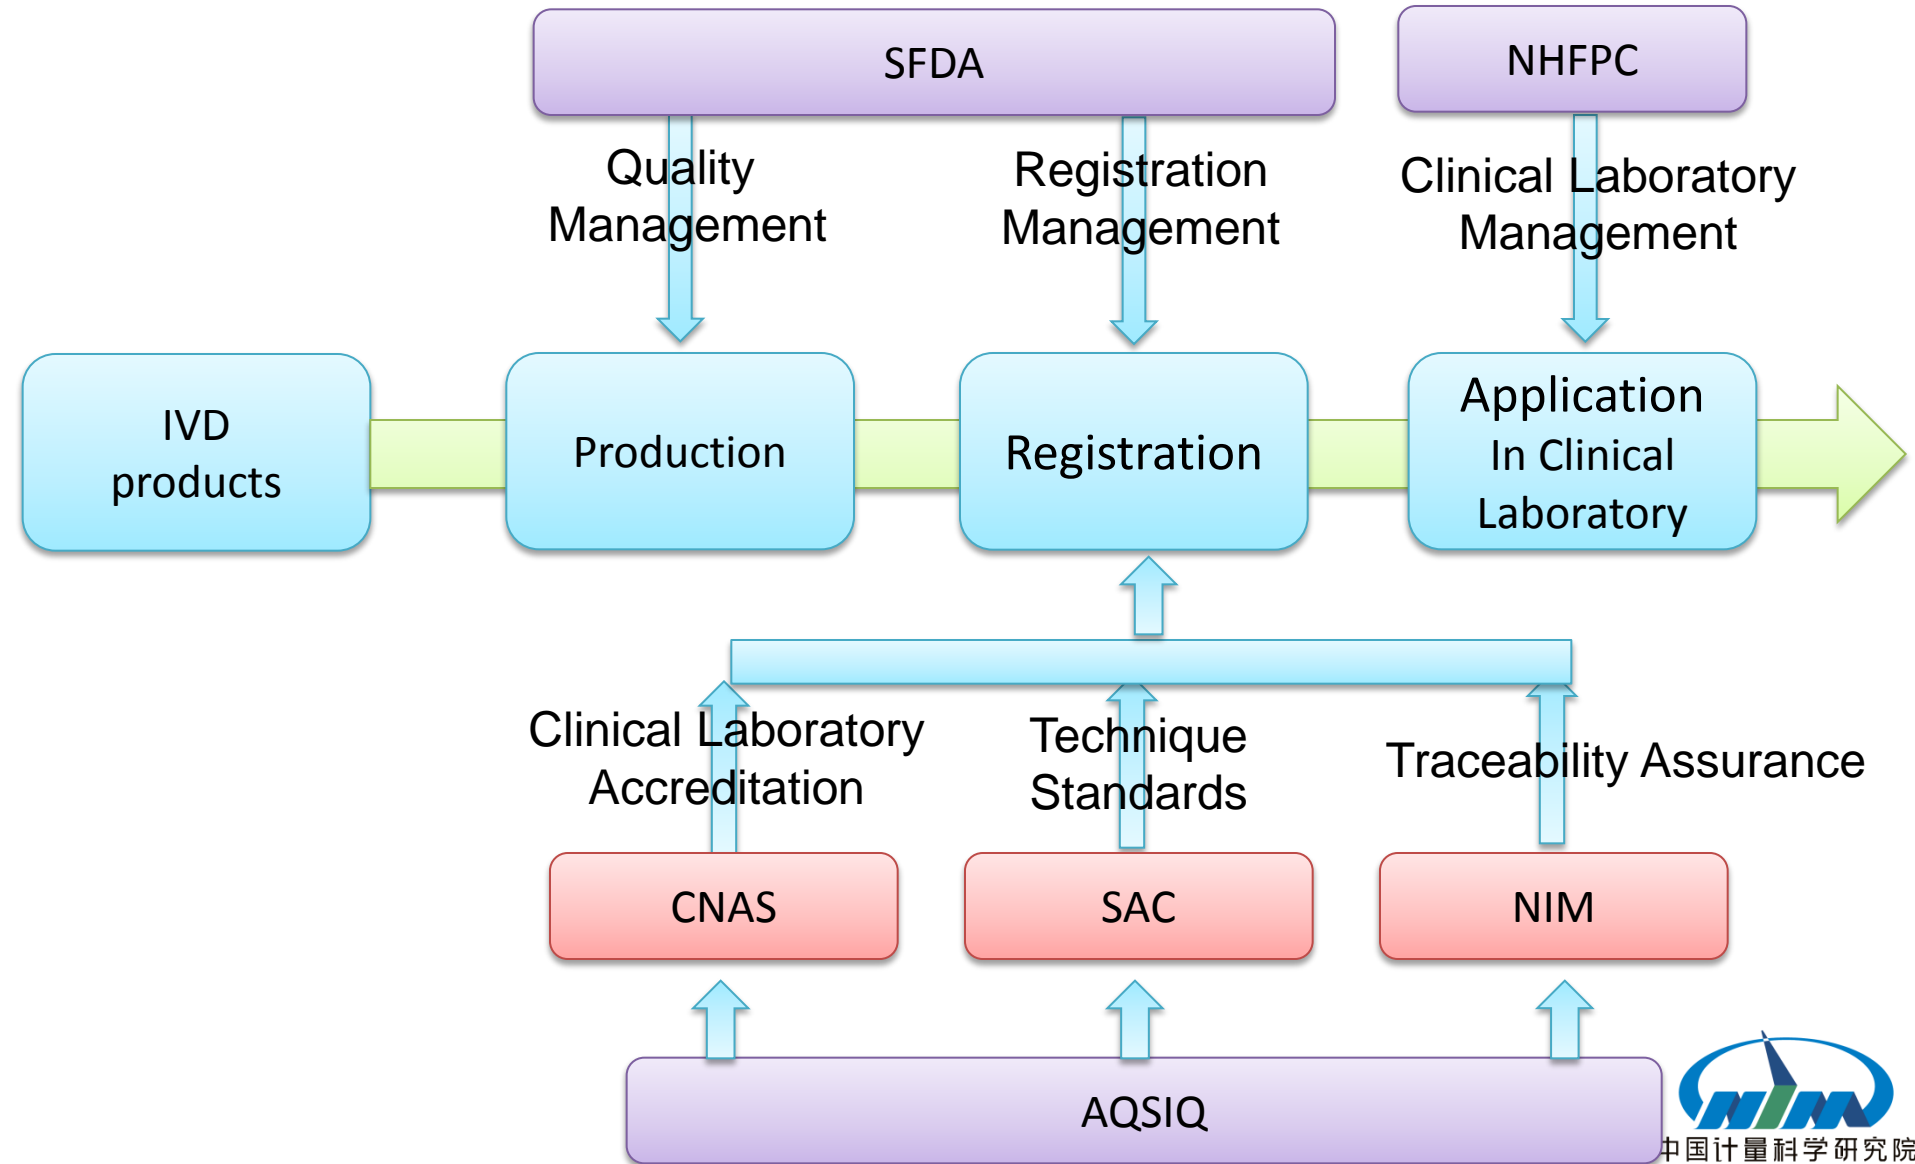 SFDA
NHFPC
Quality
Management
Registration
Management
Clinical Laboratory
Management
IVD
products
Production
Registration
Application
In Clinical
Laboratory
Clinical Laboratory
Accreditation
Technique
Standards
Traceability Assurance
CNAS
SAC
NIM
AQSIQ
NIM
中国计量科学研究院